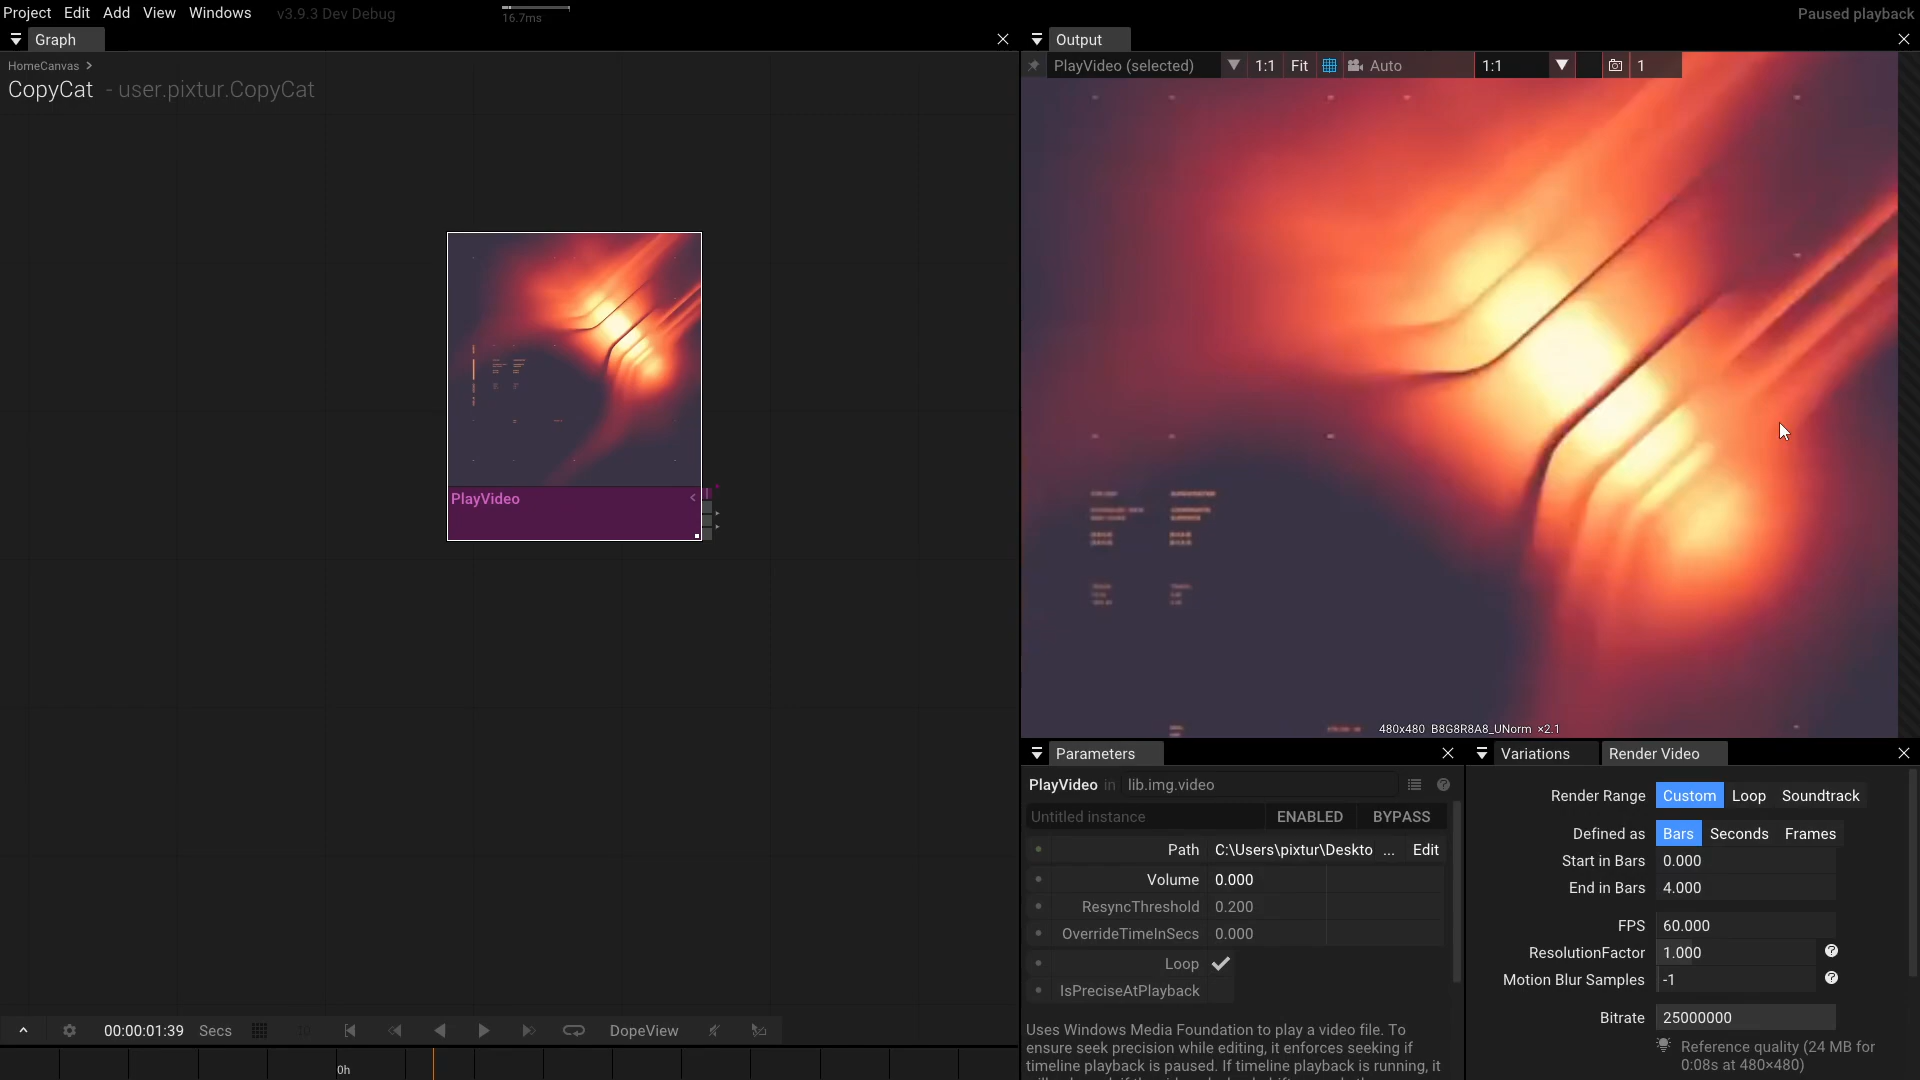 Project Edit Add View Windows v3.9.3 Dev Debug 16.7ms Paused playback
Graph
HomeCanvas >
CopyCat - user.pixtur.CopyCat
PlayVideo
Output
PlayVideo (selected) 1:1 Fit Auto 1:1 1
480x480 B8G8R8A8_UNorm ×2.1
Parameters
PlayVideo in lib.img.video
Untitled instance ENABLED BYPASS
Path C:\Users\pixtur\Deskto ... Edit
Volume 0.000
ResyncThreshold 0.200
OverrideTimeInSecs 0.000
Loop
IsPreciseAtPlayback
Uses Windows Media Foundation to play a video file. To
ensure seek precision while editing, it enforces seeking if
timeline playback is paused. If timeline playback is running, it
Variations Render Video
Render Range Custom Loop Soundtrack
Defined as Bars Seconds Frames
Start in Bars 0.000
End in Bars 4.000
FPS 60.000
ResolutionFactor 1.000
Motion Blur Samples -1
Bitrate 25000000
Reference quality (24 MB for
0:08s at 480×480)
00:00:01:39 Secs DopeView
0h